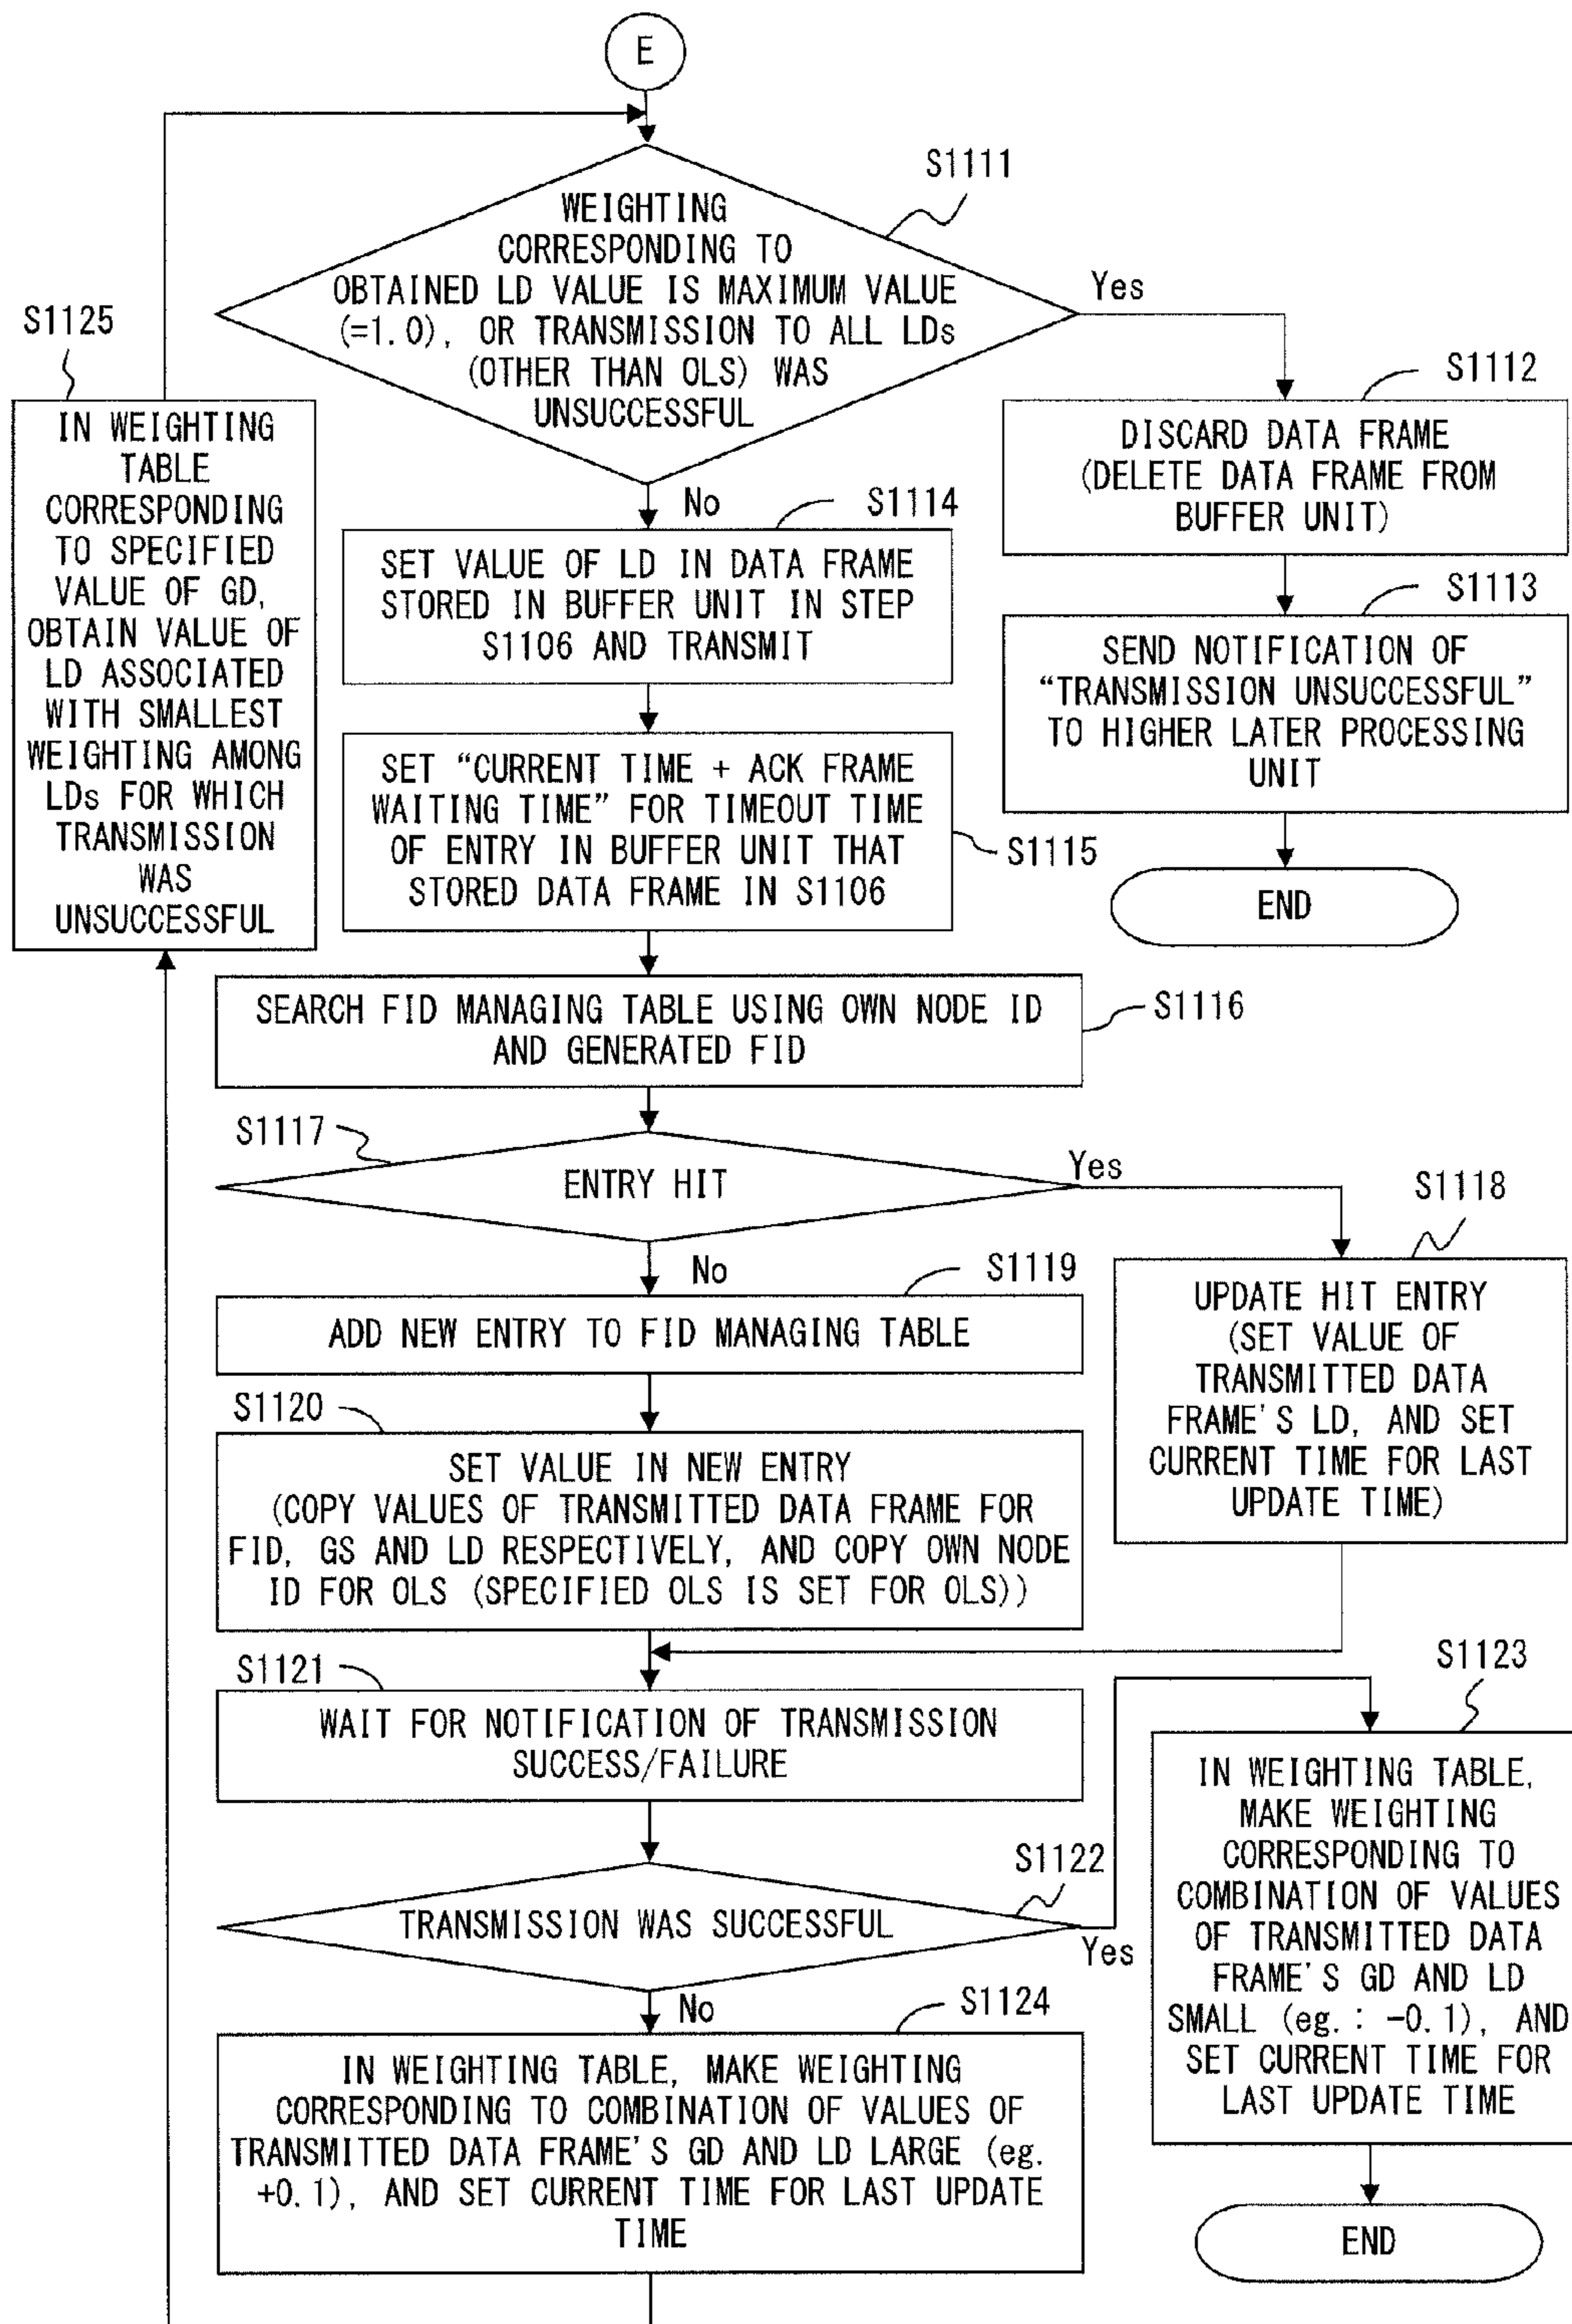 E
S1111
WEIGHTING
CORRESPONDING TO
OBTAINED LD VALUE IS MAXIMUM VALUE
(=1.0), OR TRANSMISSION TO ALL LDs
(OTHER THAN OLS) WAS
UNSUCCESSFUL
Yes
No
S1125
IN WEIGHTING
TABLE
CORRESPONDING
TO SPECIFIED
VALUE OF GD,
OBTAIN VALUE OF
LD ASSOCIATED
WITH SMALLEST
WEIGHTING AMONG
LDs FOR WHICH
TRANSMISSION
WAS
UNSUCCESSFUL
S1112
DISCARD DATA FRAME
(DELETE DATA FRAME FROM
BUFFER UNIT)
S1113
SEND NOTIFICATION OF
“TRANSMISSION UNSUCCESSFUL”
TO HIGHER LATER PROCESSING
UNIT
END
S1114
SET VALUE OF LD IN DATA FRAME
STORED IN BUFFER UNIT IN STEP
S1106 AND TRANSMIT
SET “CURRENT TIME + ACK FRAME
WAITING TIME” FOR TIMEOUT TIME
OF ENTRY IN BUFFER UNIT THAT
STORED DATA FRAME IN S1106
S1115
SEARCH FID MANAGING TABLE USING OWN NODE ID
AND GENERATED FID
S1116
S1117
ENTRY HIT
Yes
No
S1118
UPDATE HIT ENTRY
(SET VALUE OF
TRANSMITTED DATA
FRAME'S LD, AND SET
CURRENT TIME FOR LAST
UPDATE TIME)
S1119
ADD NEW ENTRY TO FID MANAGING TABLE
S1120
SET VALUE IN NEW ENTRY
(COPY VALUES OF TRANSMITTED DATA FRAME FOR
FID, GS AND LD RESPECTIVELY, AND COPY OWN NODE
ID FOR OLS (SPECIFIED OLS IS SET FOR OLS))
S1121
WAIT FOR NOTIFICATION OF TRANSMISSION
SUCCESS/FAILURE
S1122
TRANSMISSION WAS SUCCESSFUL
Yes
No
S1123
IN WEIGHTING TABLE,
MAKE WEIGHTING
CORRESPONDING TO
COMBINATION OF VALUES
OF TRANSMITTED DATA
FRAME'S GD AND LD
SMALL (eg.: -0.1), AND
SET CURRENT TIME FOR
LAST UPDATE TIME
END
S1124
IN WEIGHTING TABLE, MAKE WEIGHTING
CORRESPONDING TO COMBINATION OF VALUES OF
TRANSMITTED DATA FRAME'S GD AND LD LARGE (eg.
+0.1), AND SET CURRENT TIME FOR LAST UPDATE
TIME